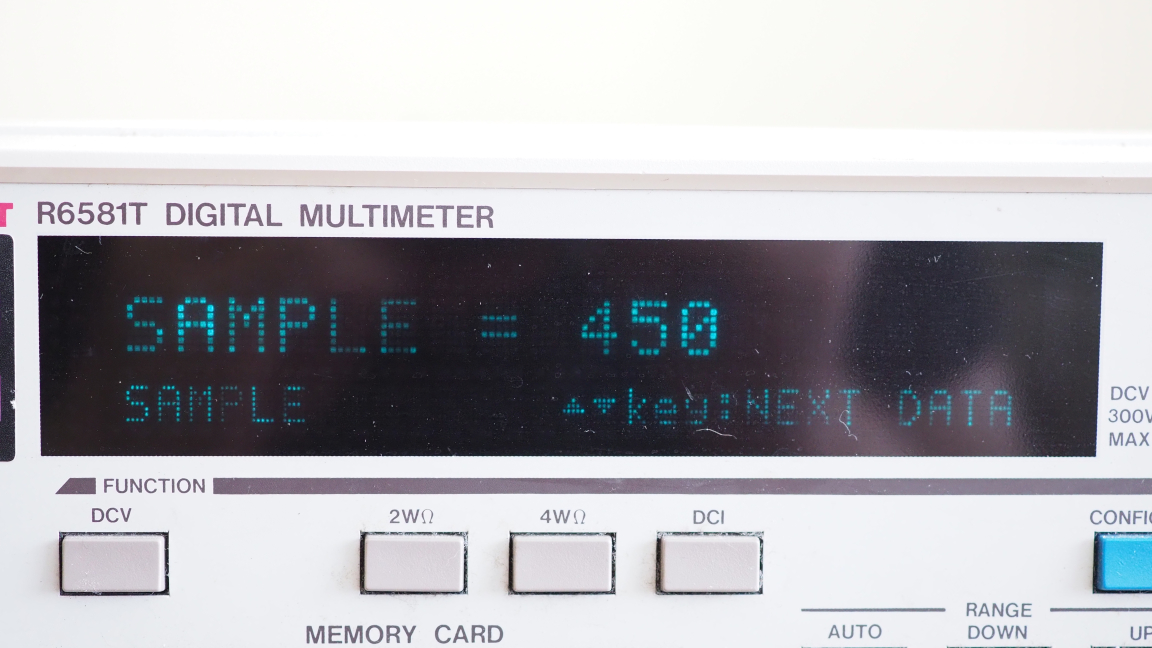 T R6581T DIGITAL MULTIMETER
SAMPLE = 450
SAMPLE ▲▼key:NEXT DATA
DCV
300V
MAX
FUNCTION
DCV 2WΩ 4WΩ DCI
RANGE
MEMORY CARD
AUTO DOWN